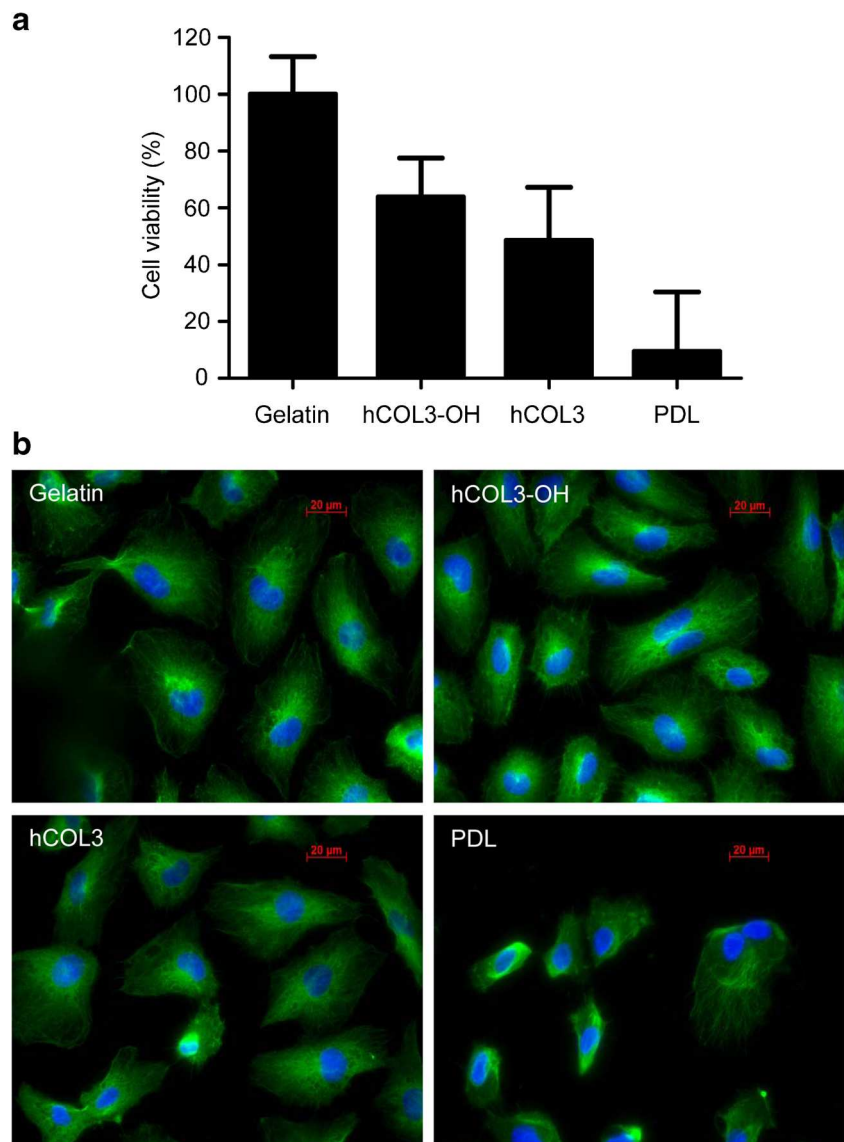 a
Cell viability (%)
120
100
80
60
40
20
0
Gelatin hCOL3-OH hCOL3 PDL
b
Gelatin
20 µm
hCOL3-OH
20 µm
hCOL3
20 µm
PDL
20 µm